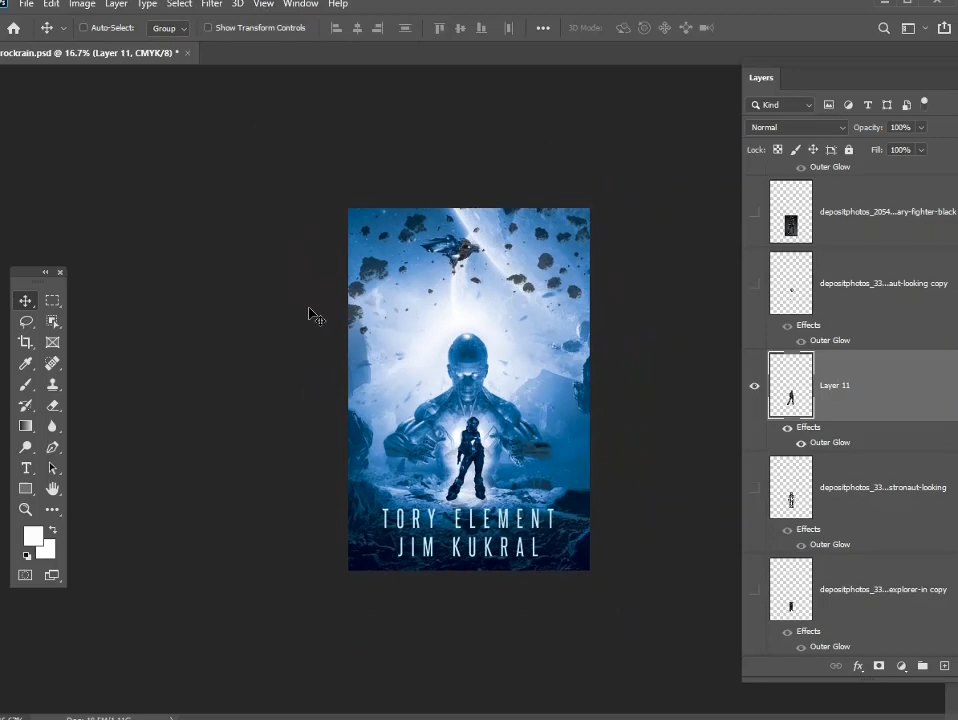 File Edit Image Layer Type Select Filter 3D View Window Help
Auto-Select: Group Show Transform Controls 3D Mode:
rockrain.psd @ 16.7% (Layer 11, CMYK/8) * ×
Layers
Kind
Normal Opacity: 100%
Lock: Fill: 100%
Outer Glow
depositphotos_2054...ary-fighter-black
depositphotos_33...aut-looking copy
Effects
Outer Glow
Layer 11
Effects
Outer Glow
depositphotos_33...stronaut-looking
Effects
Outer Glow
depositphotos_33...explorer-in copy
Effects
Outer Glow
TORY ELEMENT
JIM KUKRAL